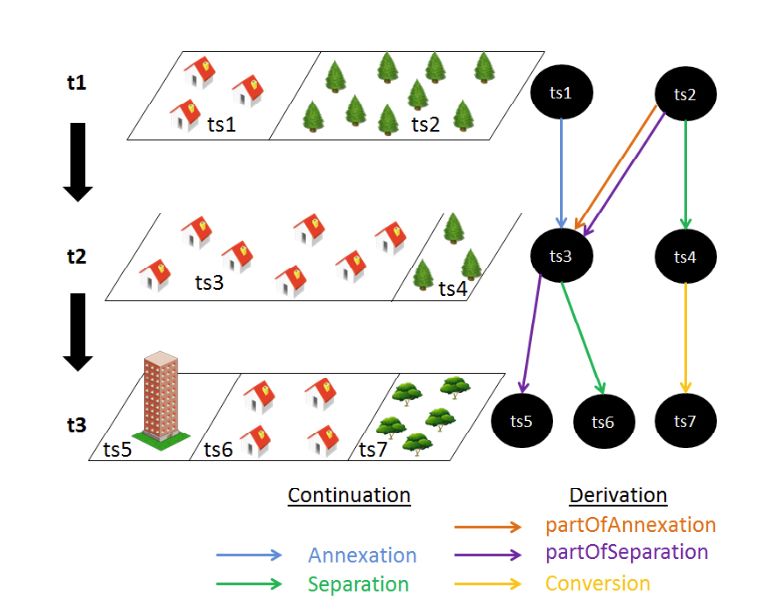 t1
ts1
ts2
ts1
ts2
t2
ts3
ts4
ts3
ts4
t3
ts5
ts6
ts7
ts5
ts6
ts7
Continuation
Derivation
partOfAnnexation
Annexation
partOfSeparation
Separation
Conversion